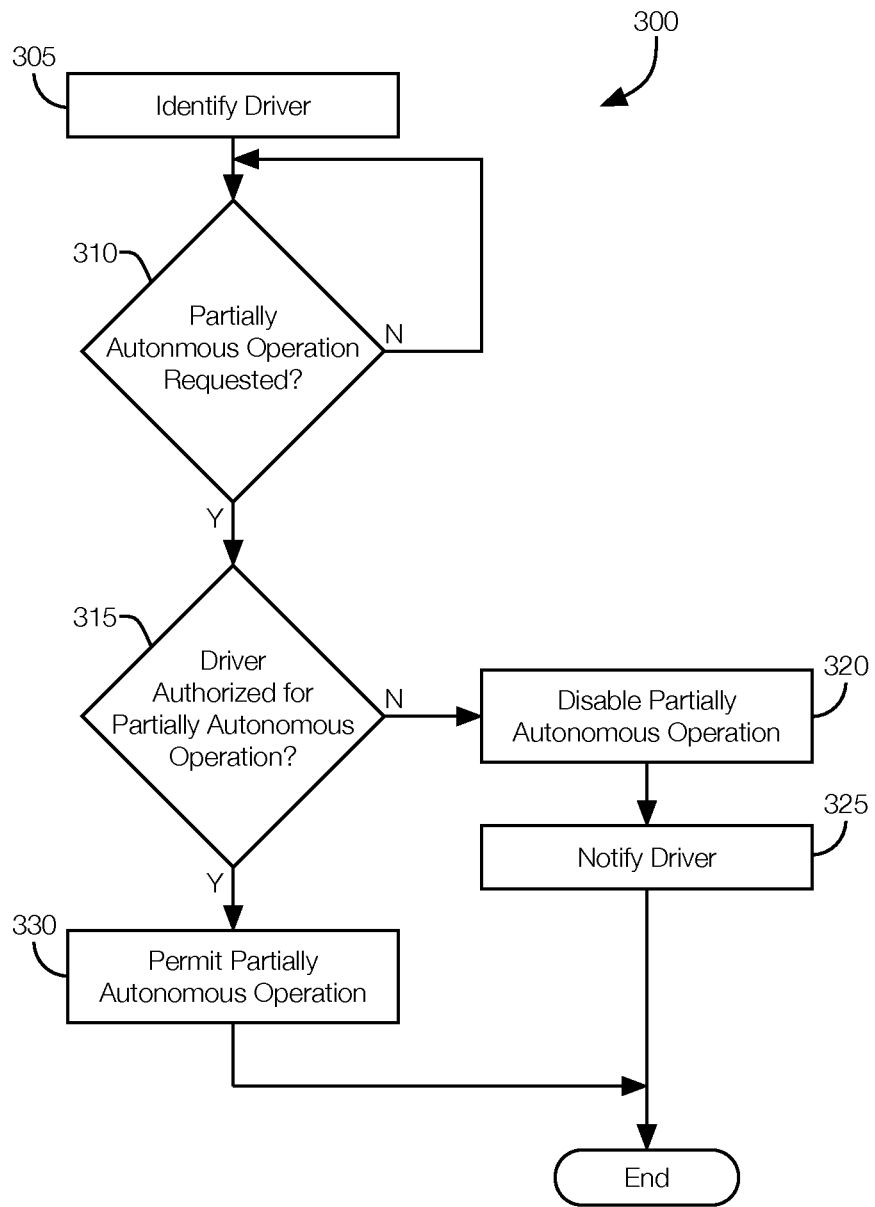 300
305
Identify Driver
310
Partially
Autonmous Operation
Requested?
N
Y
315
Driver
Authorized for
Partially Autonomous
Operation?
N
320
Disable Partially
Autonomous Operation
325
Notify Driver
Y
330
Permit Partially
Autonomous Operation
End